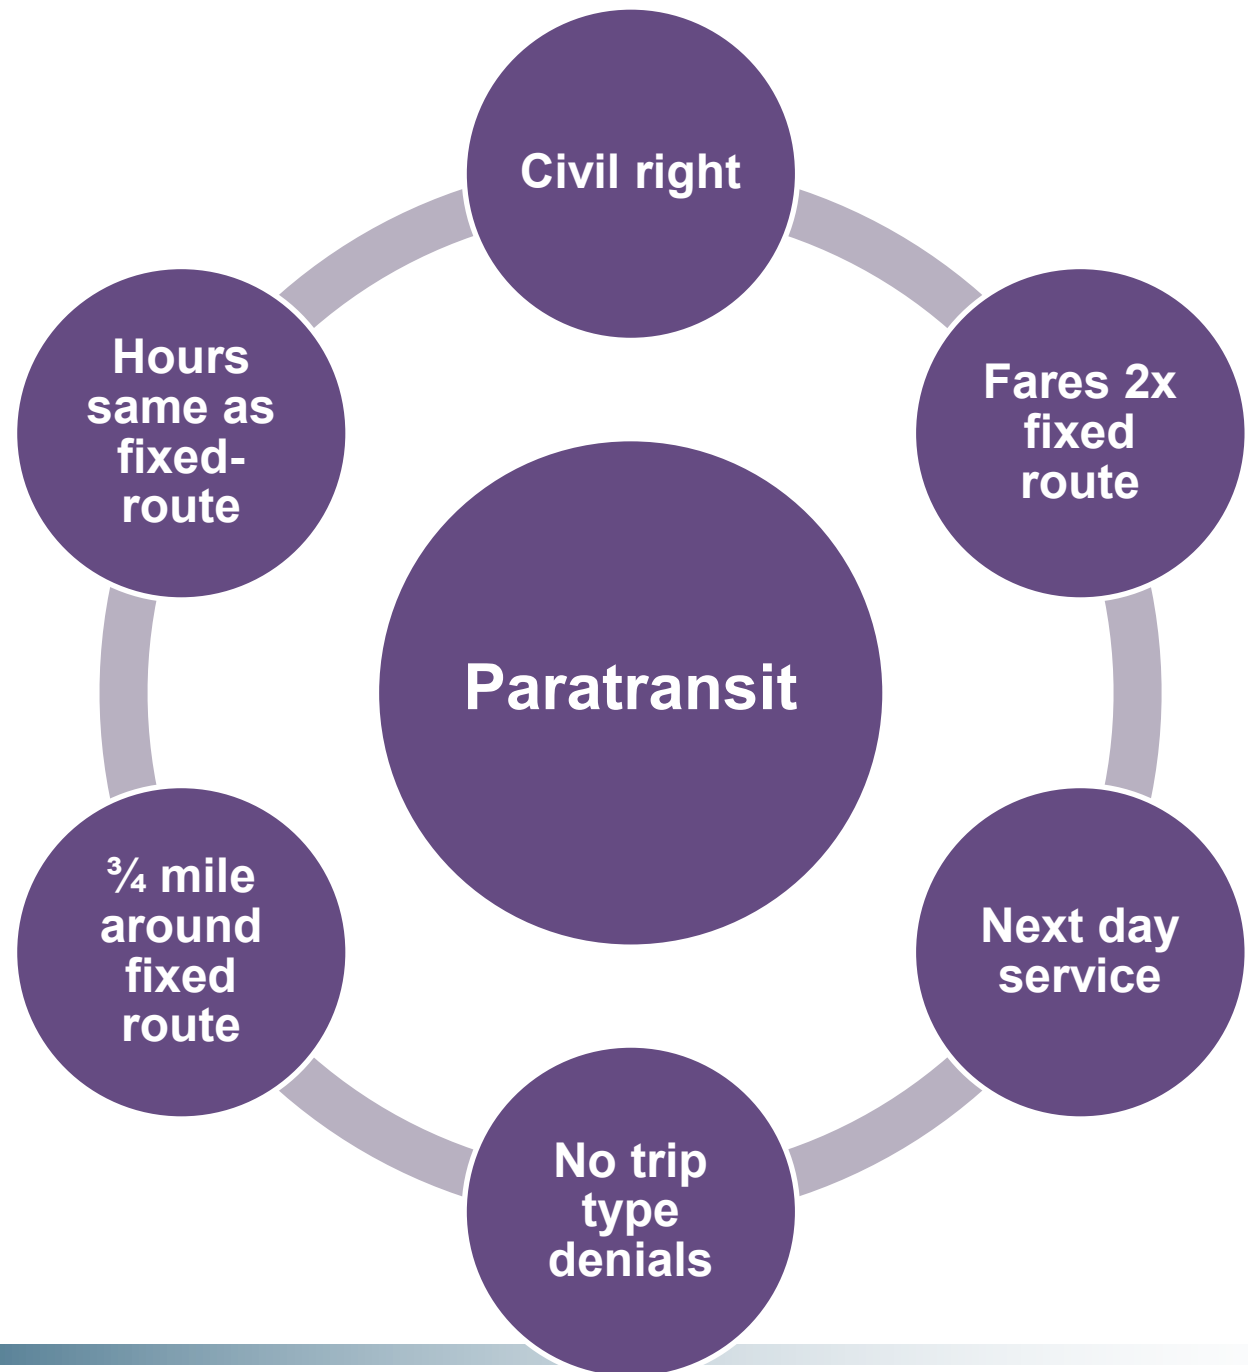 Civil right
Fares 2x
fixed
route
Next day
service
No trip
type
denials
¾ mile
around
fixed
route
Hours
same as
fixed-
route
Paratransit